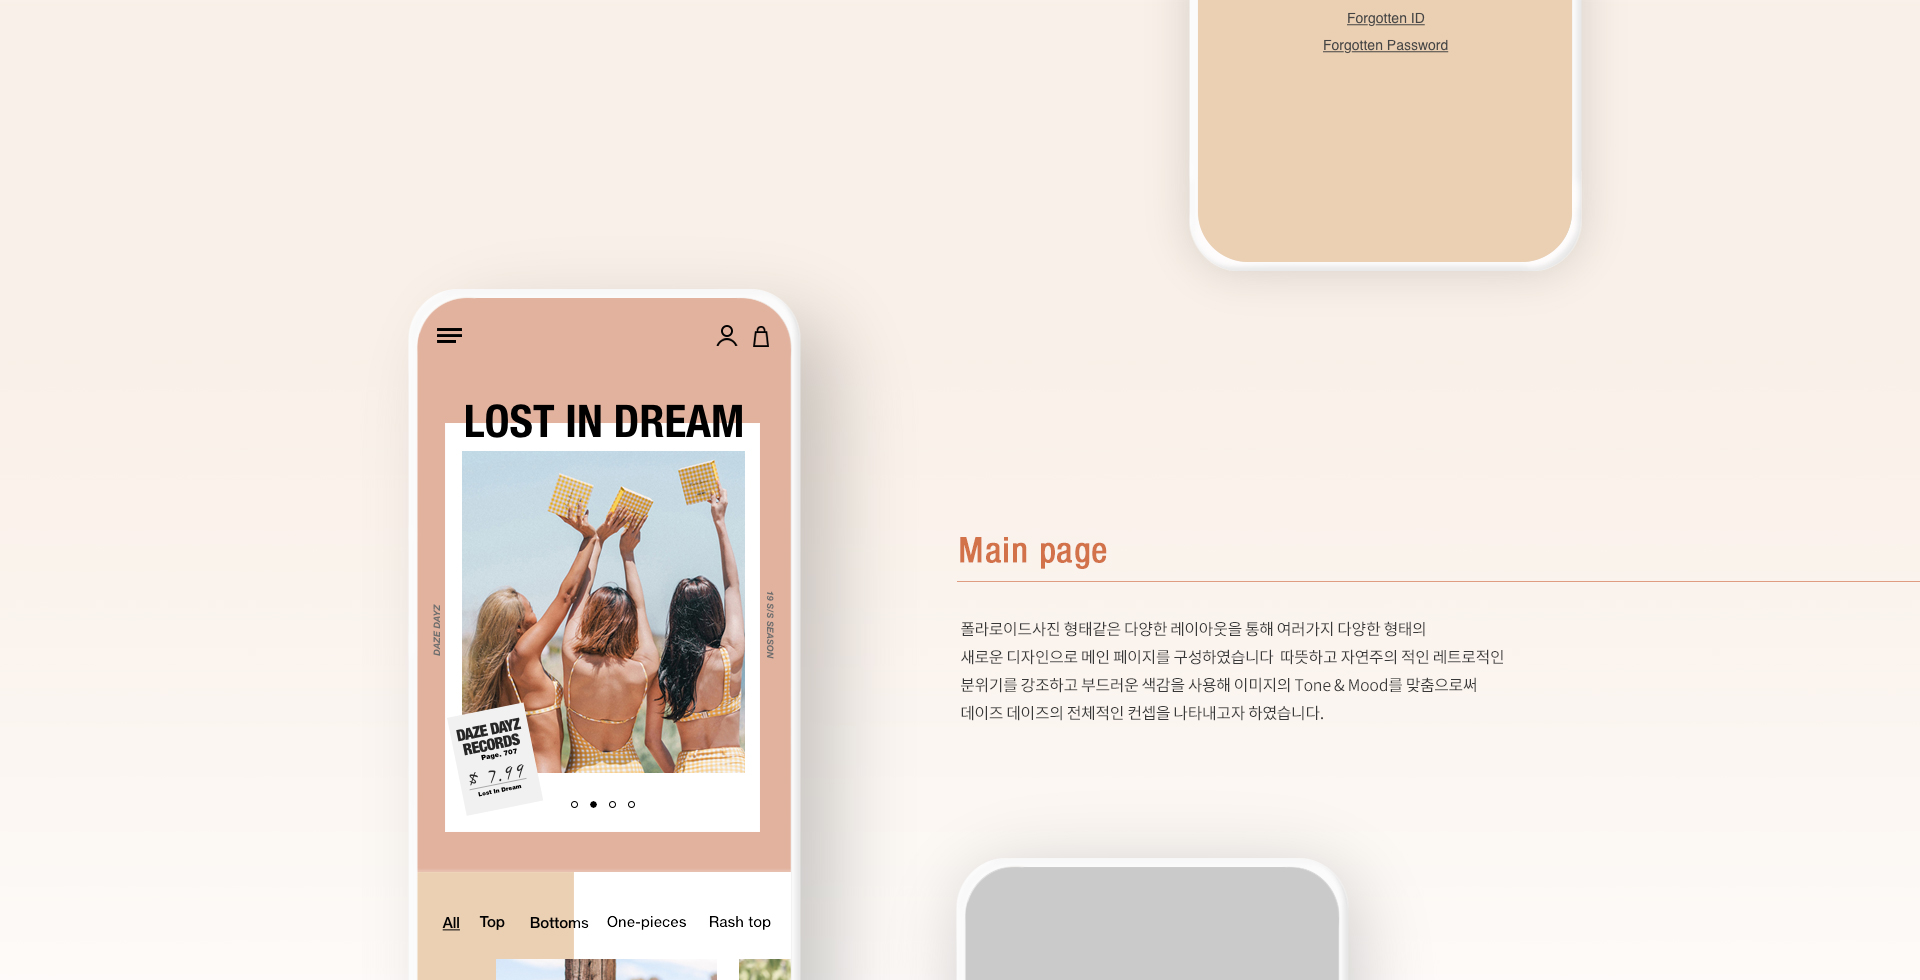 Forgotten ID
Forgotten Password
LOST IN DREAM
DAZE DAYZ
19 S/S SEASON
DAZE DAYZ
RECORDS
Page. 707
$ 7.99
Lost In Dream
All Top Bottoms One-pieces Rash top
Main page
폴라로이드사진 형태같은 다양한 레이아웃을 통해 여러가지 다양한 형태의
새로운 디자인으로 메인 페이지를 구성하였습니다 따뜻하고 자연주의 적인 레트로적인
분위기를 강조하고 부드러운 색감을 사용해 이미지의 Tone & Mood를 맞춤으로써
데이즈 데이즈의 전체적인 컨셉을 나타내고자 하였습니다.